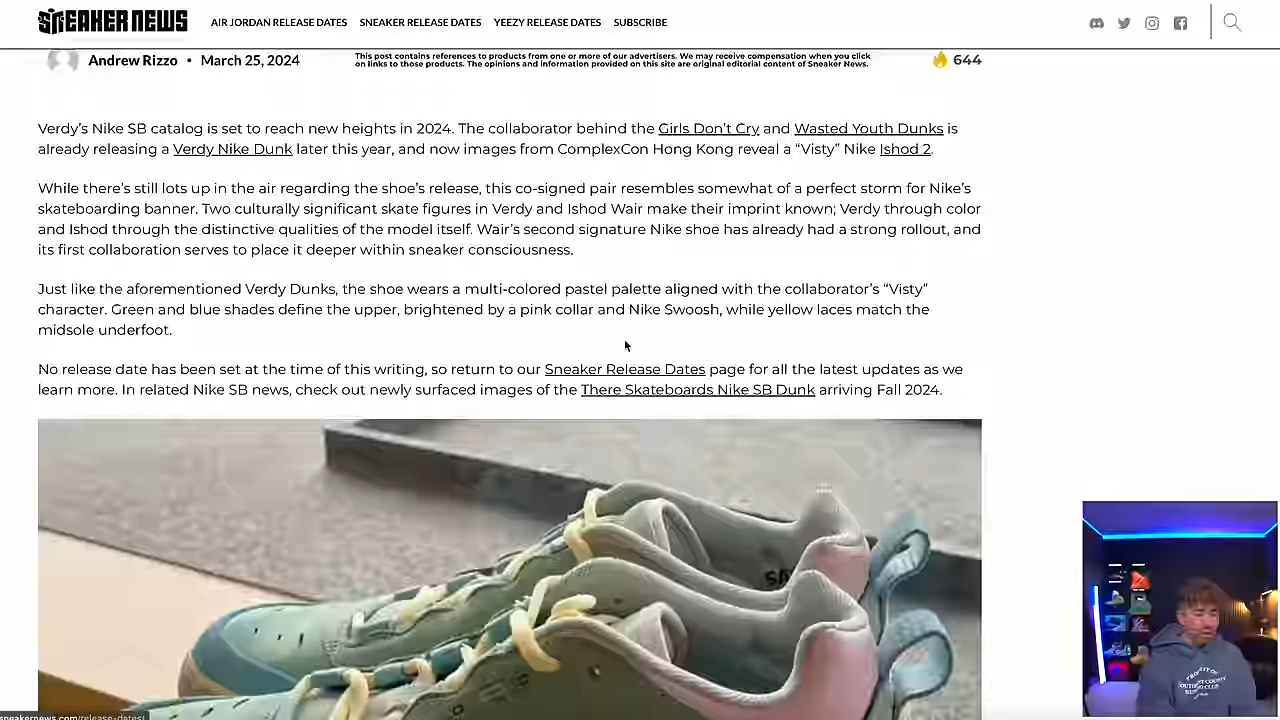 SNEAKER NEWS
AIR JORDAN RELEASE DATES SNEAKER RELEASE DATES YEEZY RELEASE DATES SUBSCRIBE
Andrew Rizzo • March 25, 2024
This post contains references to products from one or more of our advertisers. We may receive compensation when you click
on links to those products. The opinions and information provided on this site are original editorial content of Sneaker News.
644
Verdy's Nike SB catalog is set to reach new heights in 2024. The collaborator behind the Girls Don't Cry and Wasted Youth Dunks is
already releasing a Verdy Nike Dunk later this year, and now images from ComplexCon Hong Kong reveal a “Visty” Nike Ishod 2.
While there's still lots up in the air regarding the shoe's release, this co-signed pair resembles somewhat of a perfect storm for Nike's
skateboarding banner. Two culturally significant skate figures in Verdy and Ishod Wair make their imprint known; Verdy through color
and Ishod through the distinctive qualities of the model itself. Wair's second signature Nike shoe has already had a strong rollout, and
its first collaboration serves to place it deeper within sneaker consciousness.
Just like the aforementioned Verdy Dunks, the shoe wears a multi-colored pastel palette aligned with the collaborator's “Visty”
character. Green and blue shades define the upper, brightened by a pink collar and Nike Swoosh, while yellow laces match the
midsole underfoot.
No release date has been set at the time of this writing, so return to our Sneaker Release Dates page for all the latest updates as we
learn more. In related Nike SB news, check out newly surfaced images of the There Skateboards Nike SB Dunk arriving Fall 2024.
PROPERTY OF
sneakernews.com/release-dates/